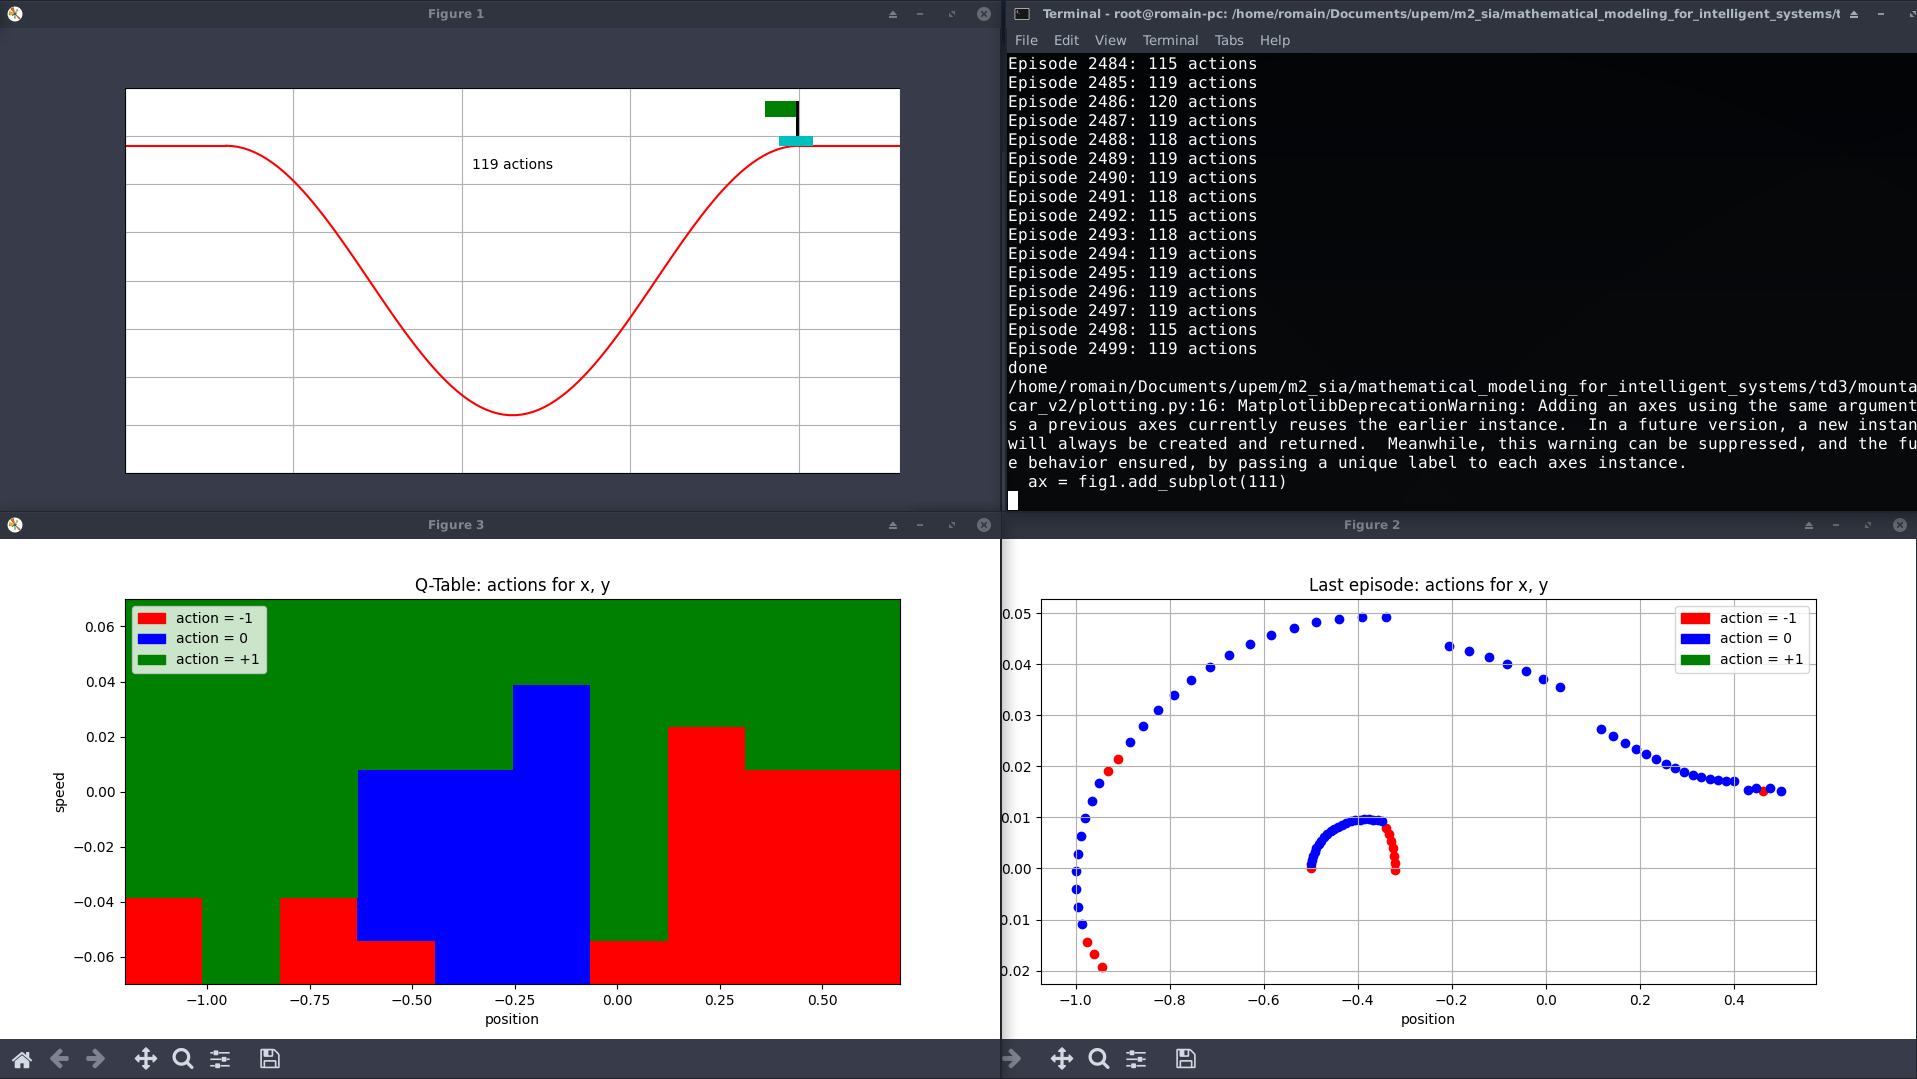 Figure 1
119 actions
Terminal - root@romain-pc: /home/romain/Documents/upem/m2_sia/mathematical_modeling_for_intelligent_systems/t
File Edit View Terminal Tabs Help
Episode 2484: 115 actions
Episode 2485: 119 actions
Episode 2486: 120 actions
Episode 2487: 119 actions
Episode 2488: 118 actions
Episode 2489: 119 actions
Episode 2490: 119 actions
Episode 2491: 118 actions
Episode 2492: 115 actions
Episode 2493: 118 actions
Episode 2494: 119 actions
Episode 2495: 119 actions
Episode 2496: 119 actions
Episode 2497: 119 actions
Episode 2498: 115 actions
Episode 2499: 119 actions
done
/home/romain/Documents/upem/m2_sia/mathematical_modeling_for_intelligent_systems/td3/mounta
car_v2/plotting.py:16: MatplotlibDeprecationWarning: Adding an axes using the same argument
s a previous axes currently reuses the earlier instance.  In a future version, a new instan
will always be created and returned.  Meanwhile, this warning can be suppressed, and the fu
e behavior ensured, by passing a unique label to each axes instance.
  ax = fig1.add_subplot(111)
Figure 3
Q-Table: actions for x, y
action = -1
action = 0
action = +1
0.06
0.04
0.02
0.00
−0.02
−0.04
−0.06
speed
−1.00 −0.75 −0.50 −0.25 0.00 0.25 0.50
position
Figure 2
Last episode: actions for x, y
action = -1
action = 0
action = +1
0.05
0.04
0.03
0.02
0.01
0.00
0.01
0.02
−1.0 −0.8 −0.6 −0.4 −0.2 0.0 0.2 0.4
position